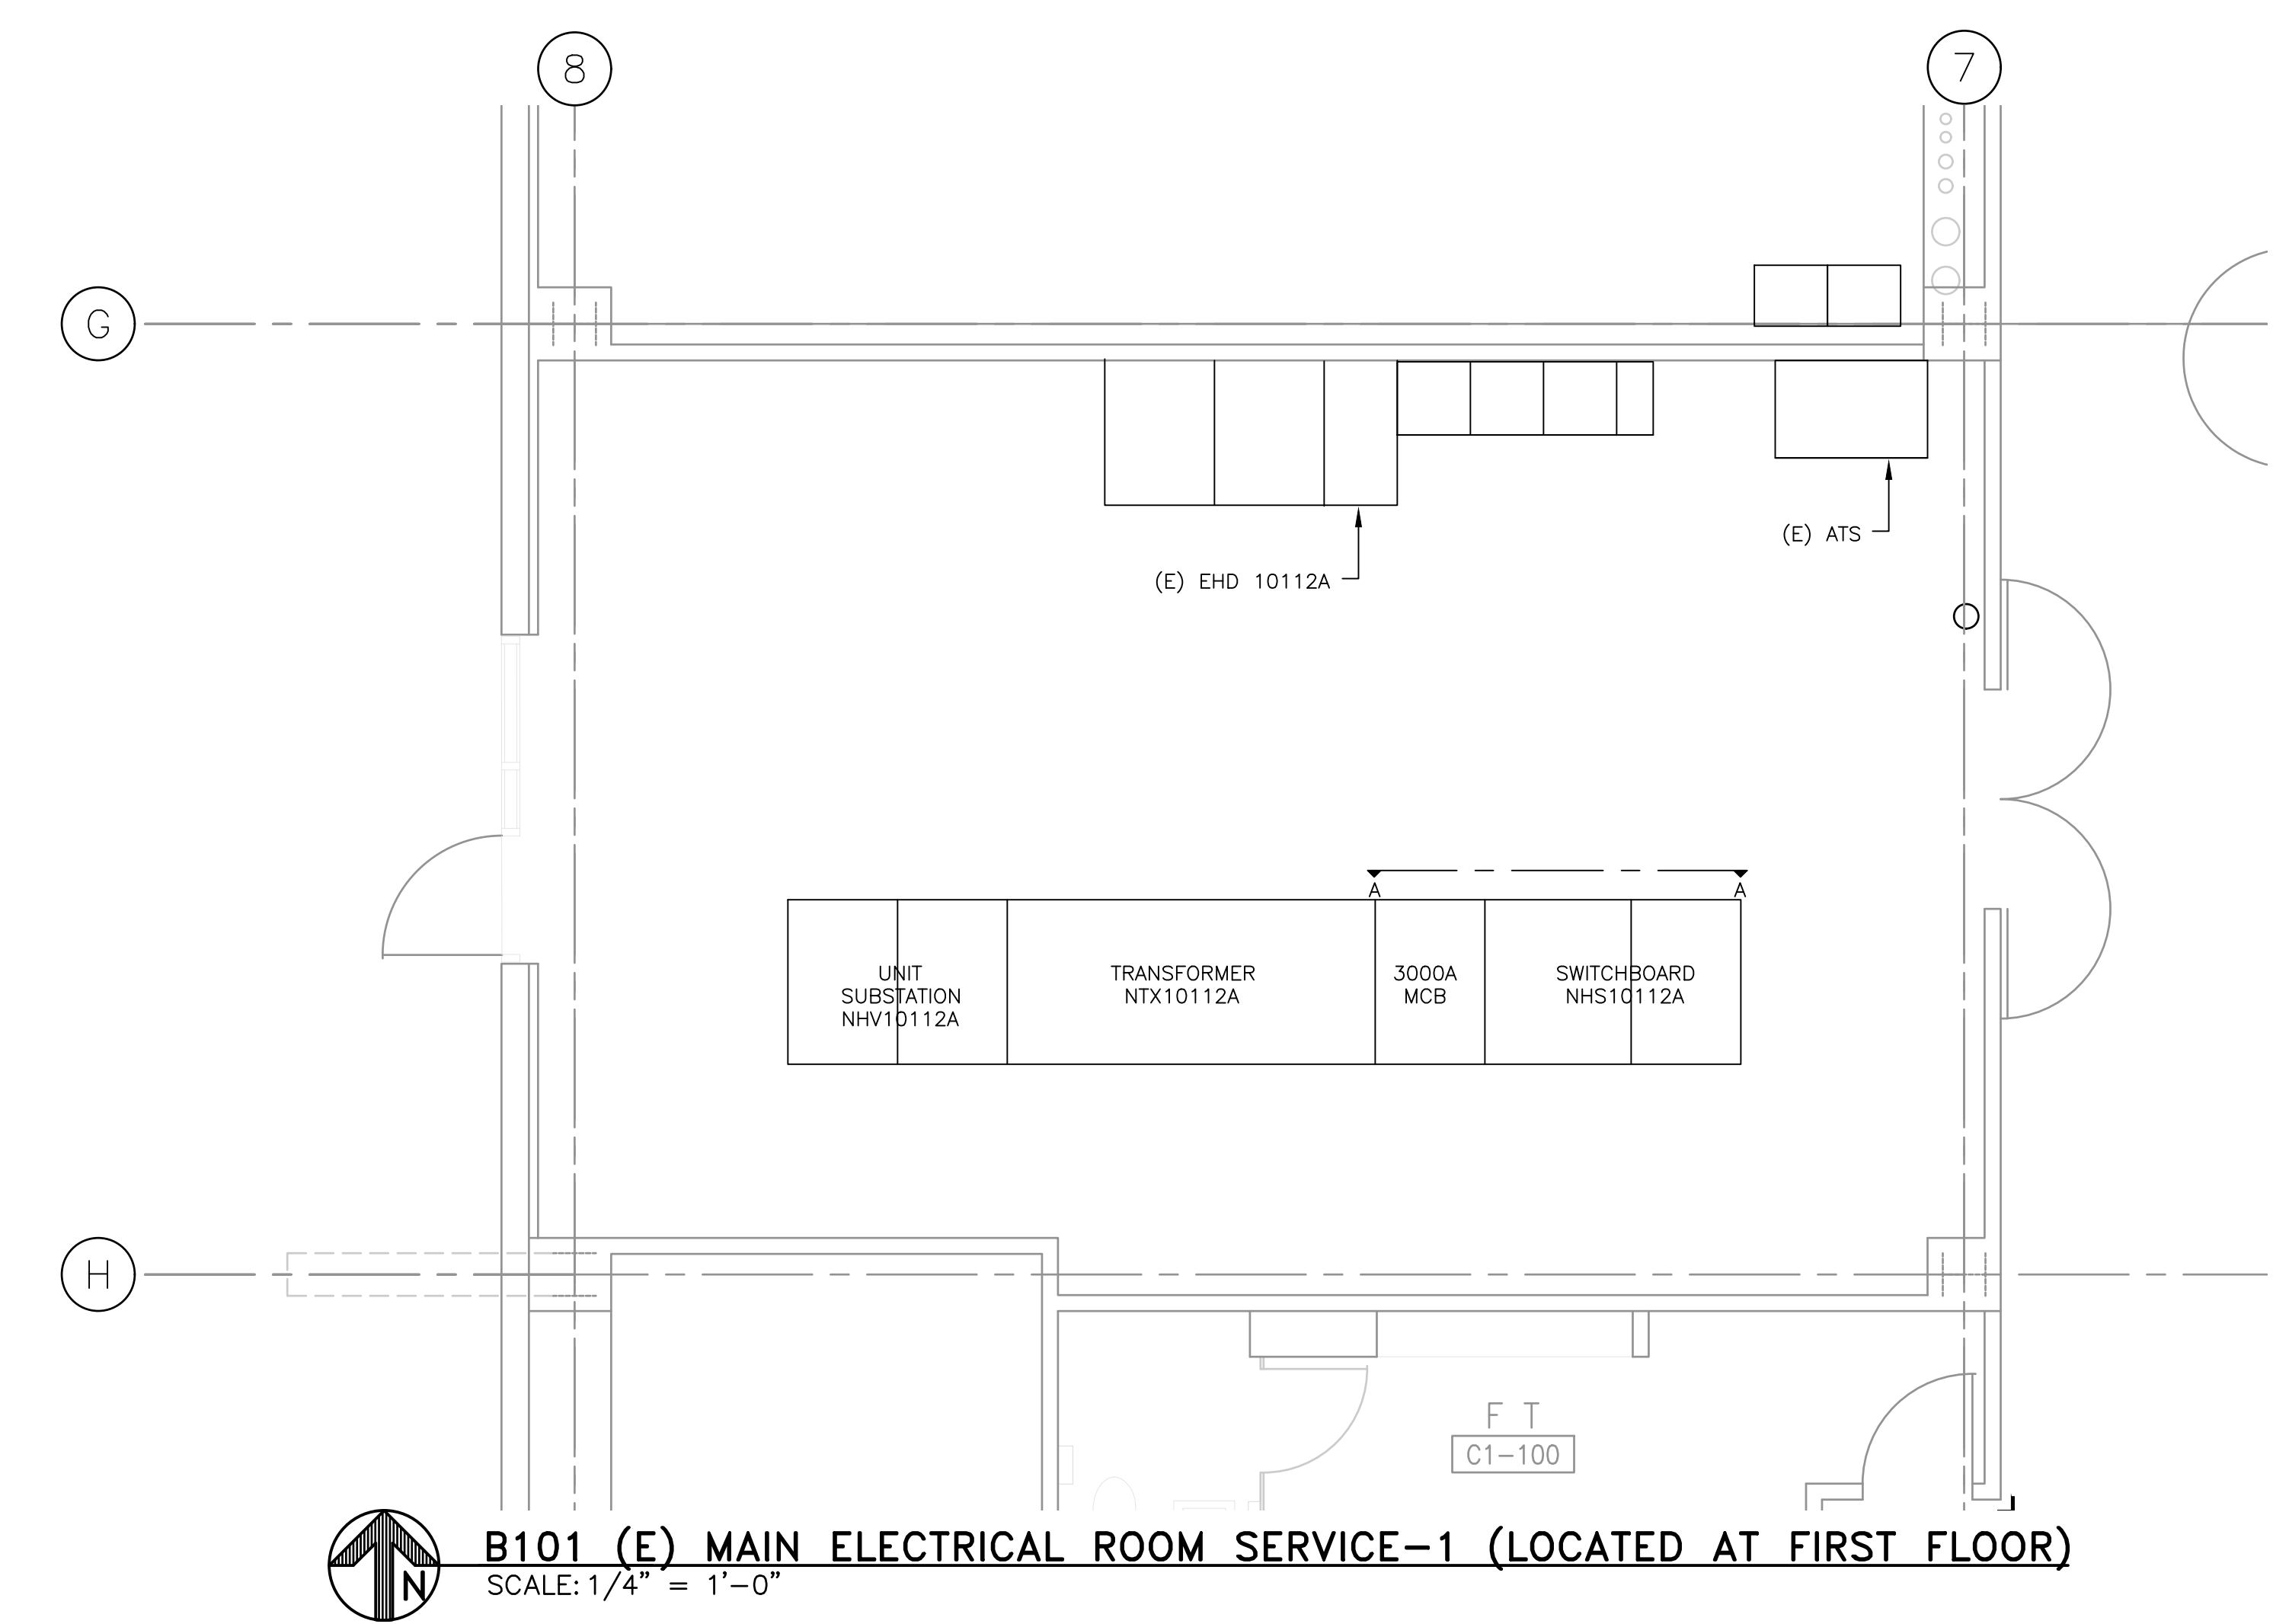 8
7
G
(E) ATS
(E) EHD 10112A
A
A
UNIT
SUBSTATION
NHV10112A
TRANSFORMER
NTX10112A
3000A
MCB
SWITCHBOARD
NHS10112A
H
F T
C1-100
N
B101 (E) MAIN ELECTRICAL ROOM SERVICE-1 (LOCATED AT FIRST FLOOR)
SCALE: 1/4" = 1'-0"